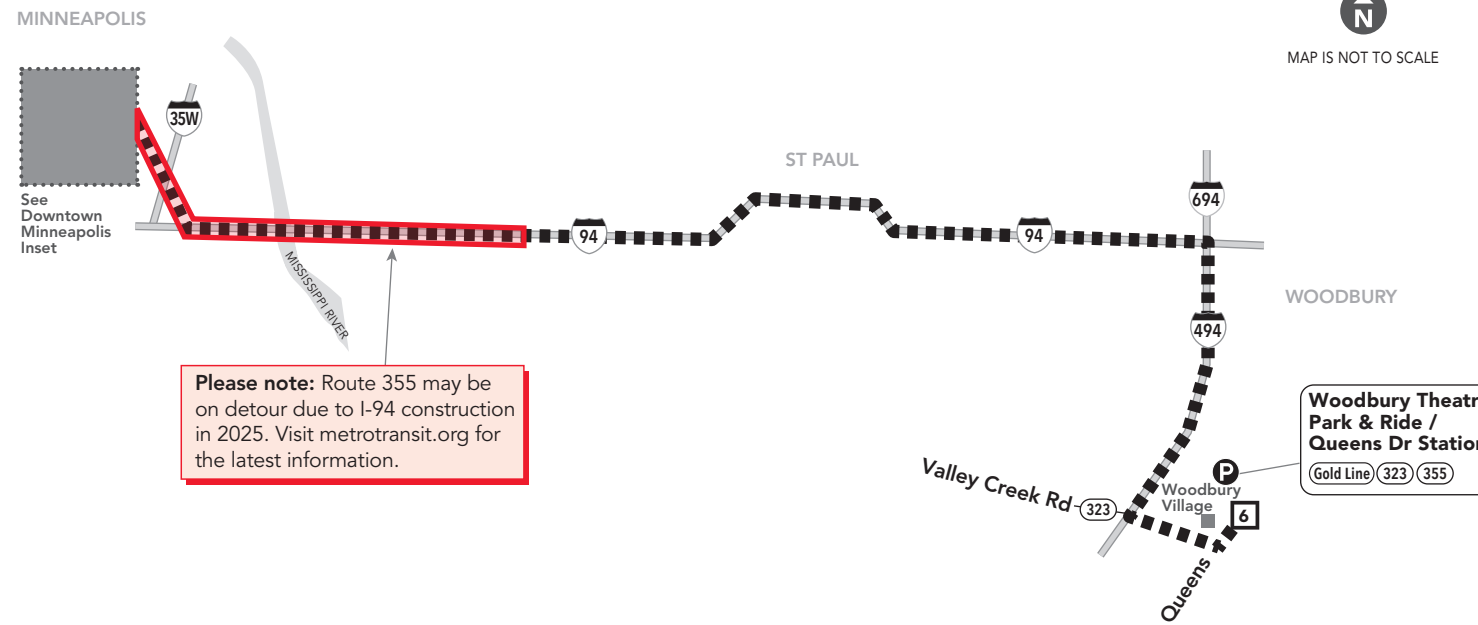 MINNEAPOLIS
N
MAP IS NOT TO SCALE
35W
ST PAUL
694
See
Downtown
Minneapolis
Inset
94
94
MISSISSIPPI RIVER
WOODBURY
494
Please note: Route 355 may be
on detour due to I-94 construction
in 2025. Visit metrotransit.org for
the latest information.
Woodbury Theatr
Park & Ride /
Queens Dr Station
Gold Line 323 355
Valley Creek Rd 323
P
Woodbury
Village
6
Queens